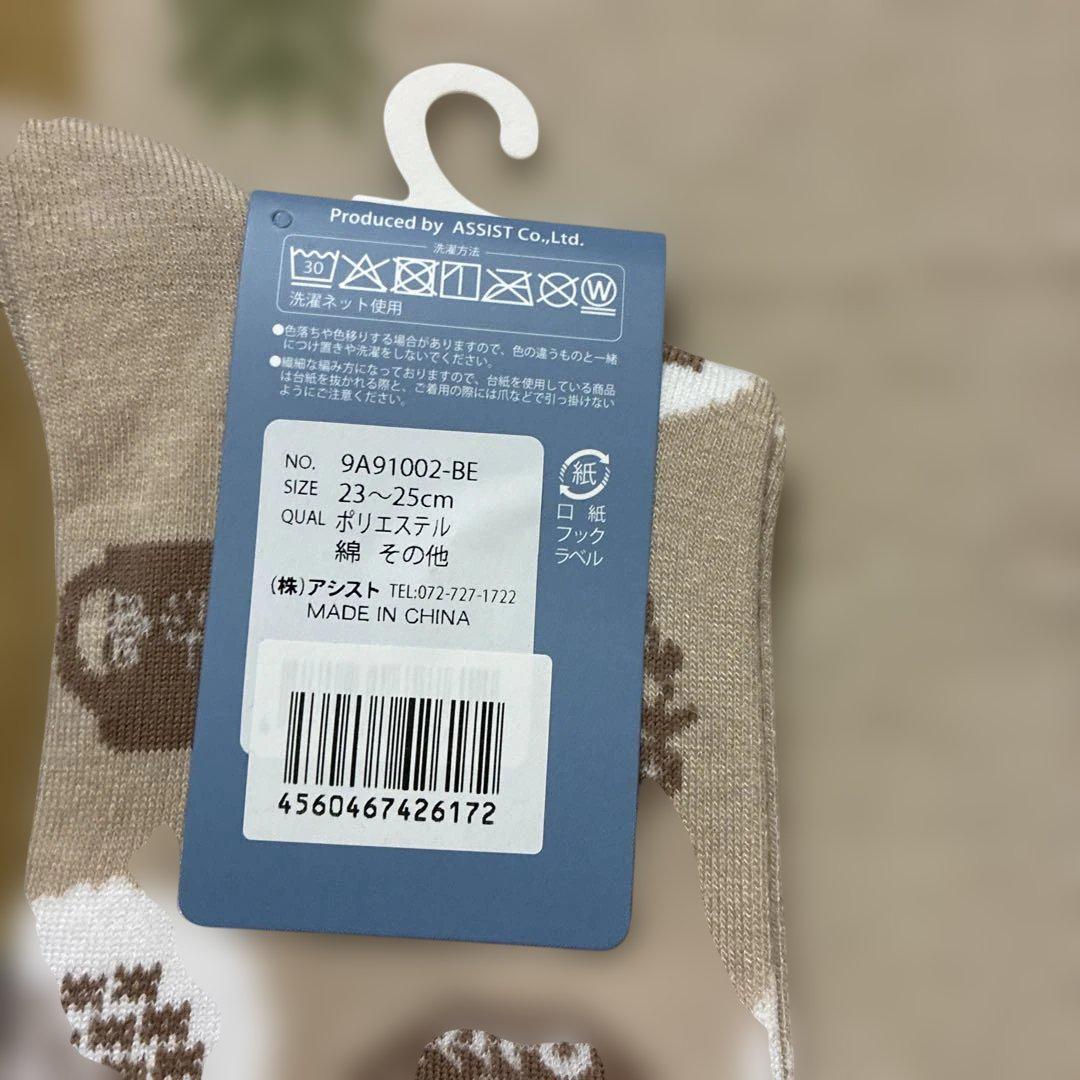 Produced by ASSIST Co.,Ltd.
洗濯方法
30
W
洗濯ネット使用
●色落ちや色移りする場合がありますので、色の違うものと一緒
につけ置きや洗濯をしないでください。
●繊細な編み方になっておりますので、台紙を使用している商品
は台紙を抜かれる際と、ご着用の際には爪などで引っ掛けない
ようにご注意ください。
NO. 9A91002-BE
SIZE 23～25cm
QUAL ポリエステル
綿 その他
(株)アシスト TEL:072-727-1722
MADE IN CHINA
紙
口 紙
フック
ラベル
4560467426172